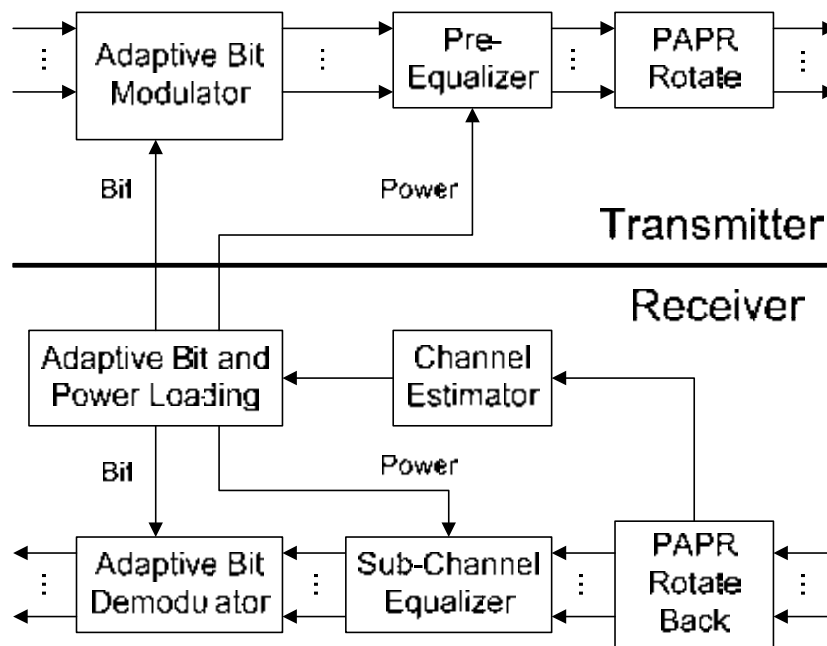 Adaptive Bit
Modulator
Pre-
Equalizer
PAPR
Rotate
Bit
Power
Transmitter
Receiver
Adaptive Bit and
Power Loading
Channel
Estimator
Bit
Power
Adaptive Bit
Demodulator
Sub-Channel
Equalizer
PAPR
Rotate
Back